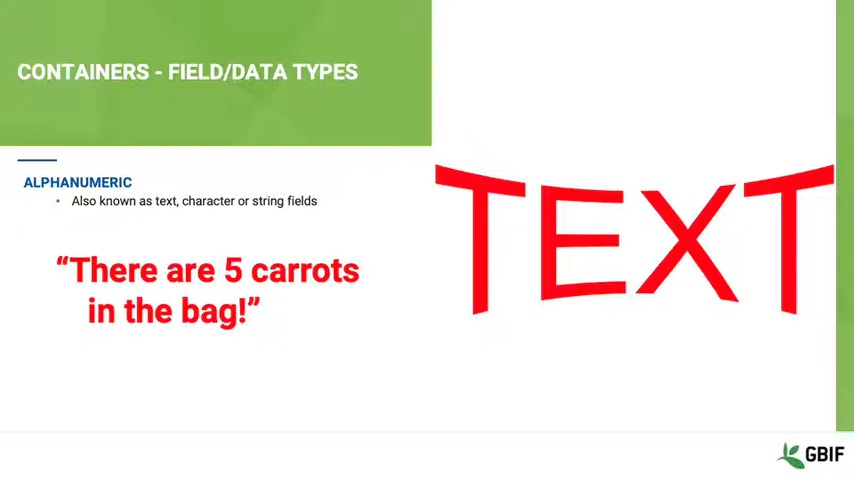 CONTAINERS - FIELD/DATA TYPES
ALPHANUMERIC
• Also known as text, character or string fields
“There are 5 carrots
in the bag!”
TEXT
GBIF